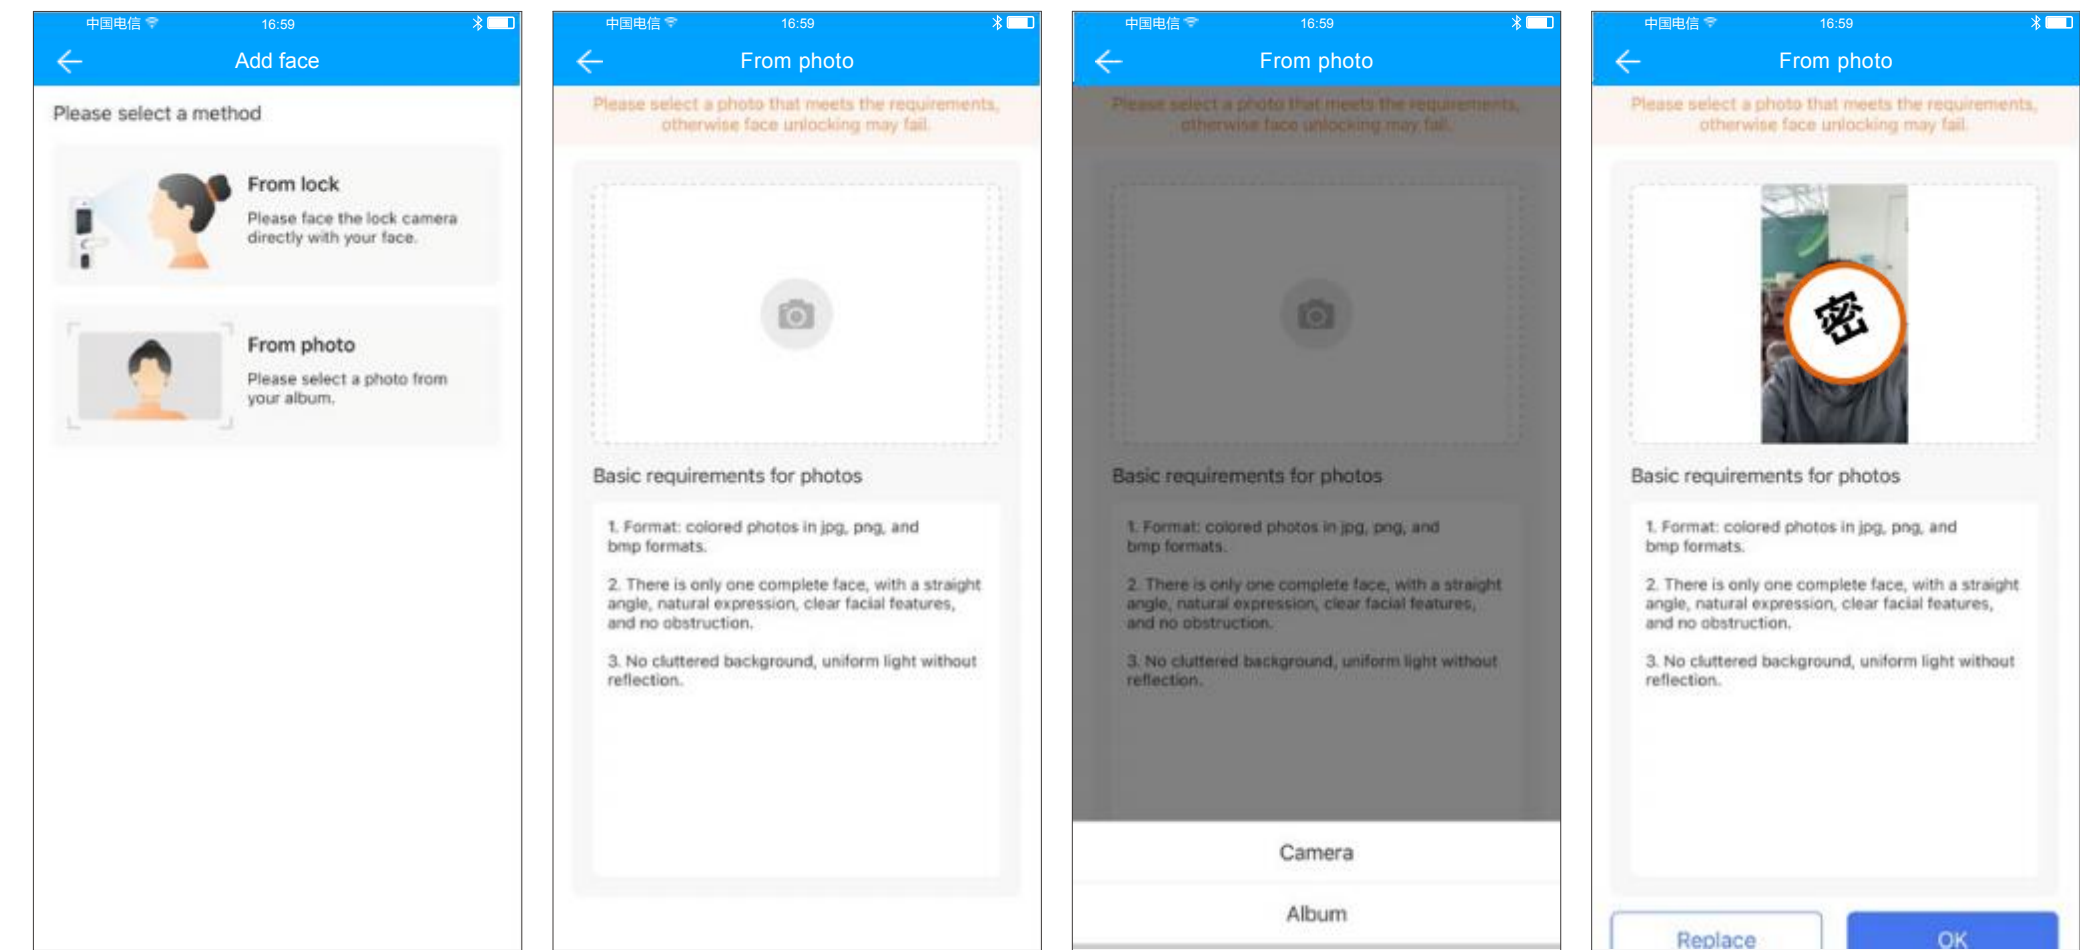 中国电信 16:59
Add face
Please select a method
From lock
Please face the lock camera
directly with your face.
From photo
Please select a photo from
your album.
中国电信 16:59
From photo
Please select a photo that meets the requirements,
otherwise face unlocking may fail.
Basic requirements for photos
1. Format: colored photos in jpg, png, and
bmp formats.
2. There is only one complete face, with a straight
angle, natural expression, clear facial features,
and no obstruction.
3. No cluttered background, uniform light without
reflection.
中国电信 16:59
From photo
Please select a photo that meets the requirements,
otherwise face unlocking may fail.
Basic requirements for photos
1. Format: colored photos in jpg, png, and
bmp formats.
2. There is only one complete face, with a straight
angle, natural expression, clear facial features,
and no obstruction.
3. No cluttered background, uniform light without
reflection.
Camera
Album
中国电信 16:59
From photo
Please select a photo that meets the requirements,
otherwise face unlocking may fail.
密
Basic requirements for photos
1. Format: colored photos in jpg, png, and
bmp formats.
2. There is only one complete face, with a straight
angle, natural expression, clear facial features,
and no obstruction.
3. No cluttered background, uniform light without
reflection.
Replace OK